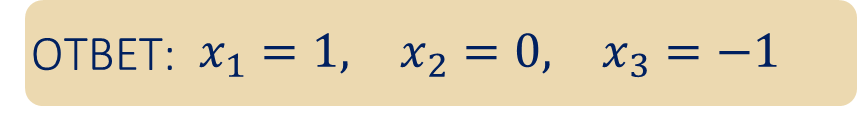 ОТВЕТ: x₁ = 1, x₂ = 0, x₃ = −1